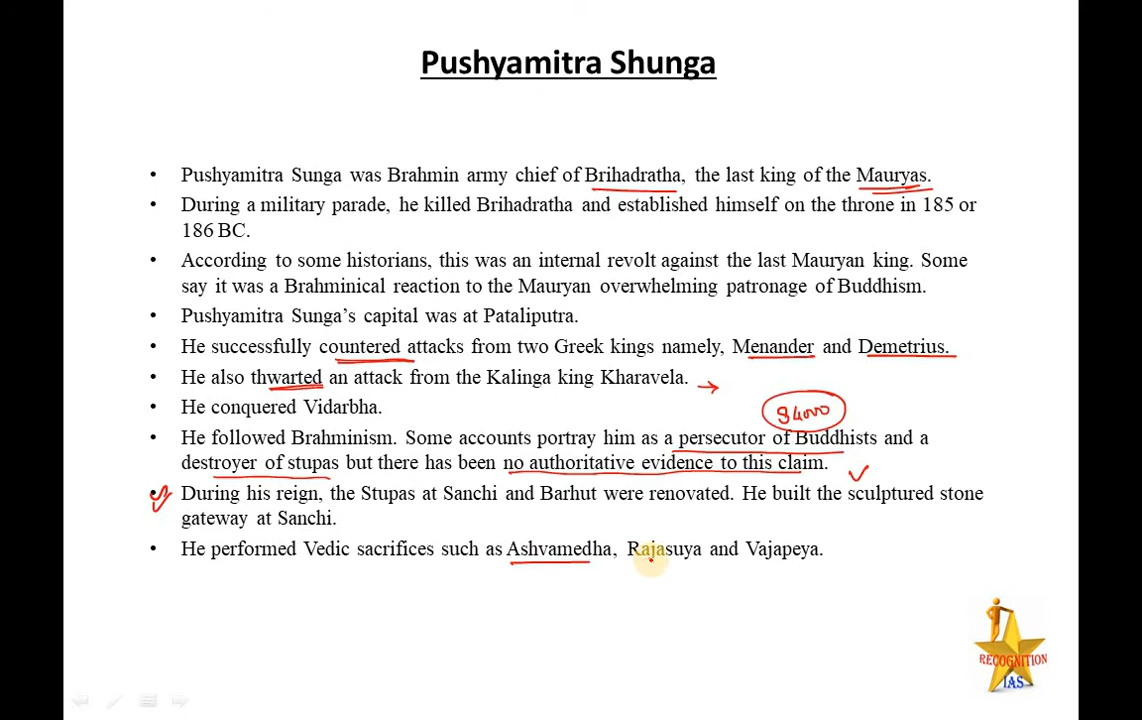 Pushyamitra Shunga
• Pushyamitra Sunga was Brahmin army chief of Brihadratha, the last king of the Mauryas.
• During a military parade, he killed Brihadratha and established himself on the throne in 185 or
186 BC.
• According to some historians, this was an internal revolt against the last Mauryan king. Some
say it was a Brahminical reaction to the Mauryan overwhelming patronage of Buddhism.
• Pushyamitra Sunga's capital was at Pataliputra.
• He successfully countered attacks from two Greek kings namely, Menander and Demetrius.
• He also thwarted an attack from the Kalinga king Kharavela.
• He conquered Vidarbha.
84000
• He followed Brahminism. Some accounts portray him as a persecutor of Buddhists and a
destroyer of stupas but there has been no authoritative evidence to this claim.
• During his reign, the Stupas at Sanchi and Barhut were renovated. He built the sculptured stone
gateway at Sanchi.
• He performed Vedic sacrifices such as Ashvamedha, Rajasuya and Vajapeya.
RECOGNITION
IAS